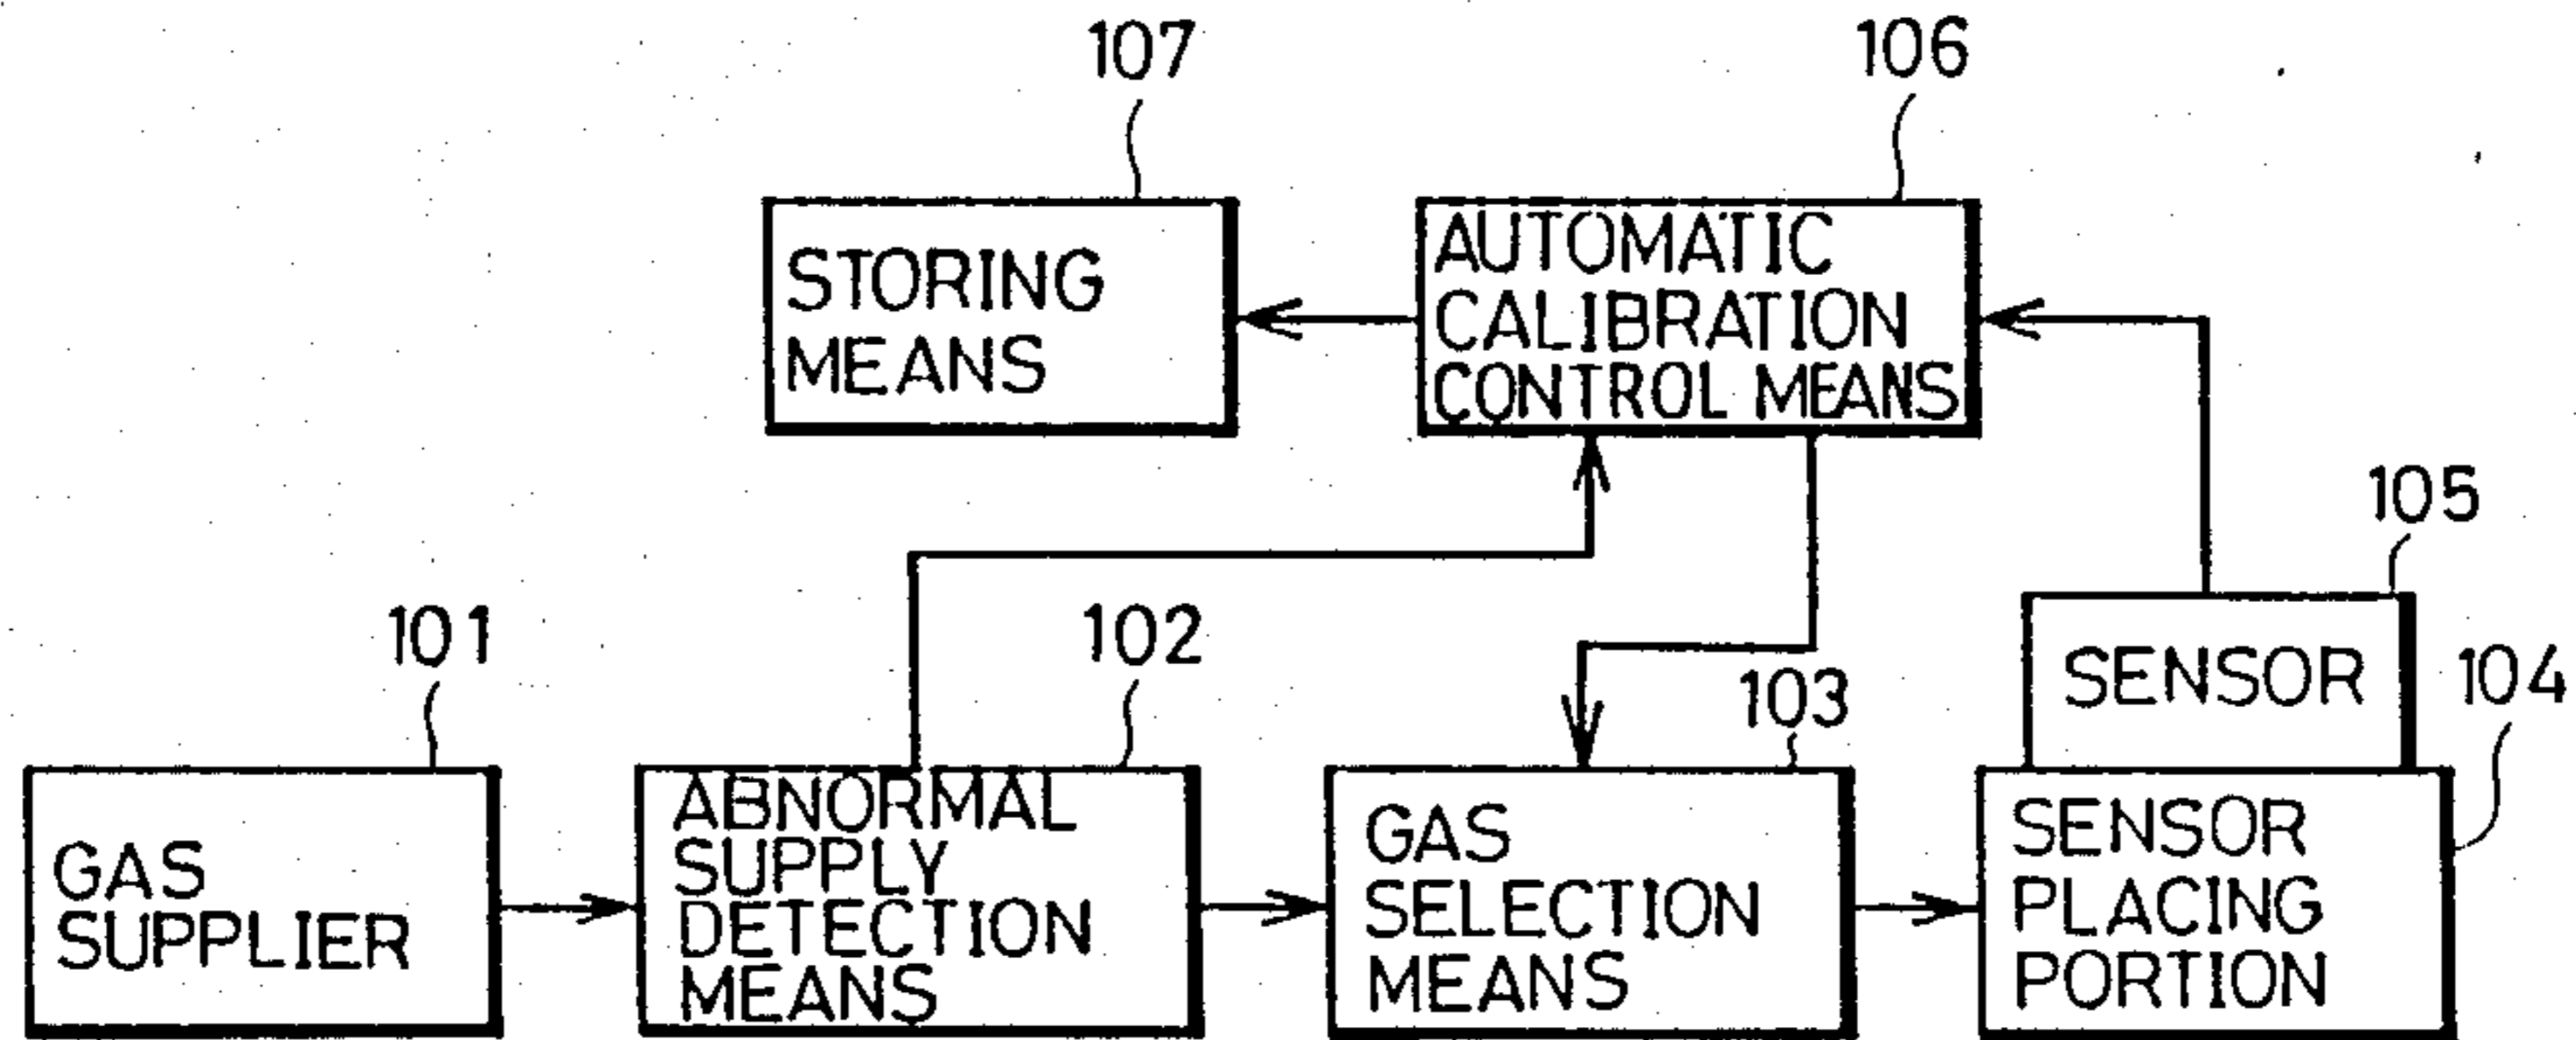 107
106
STORING
MEANS
AUTOMATIC
CALIBRATION
CONTROL MEANS
105
101
102
103
SENSOR
104
GAS
SUPPLIER
ABNORMAL
SUPPLY
DETECTION
MEANS
GAS
SELECTION
MEANS
SENSOR
PLACING
PORTION